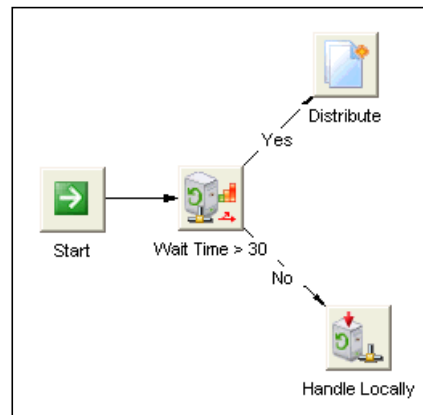 Distribute
Yes
Start
Wait Time > 30
No
Handle Locally